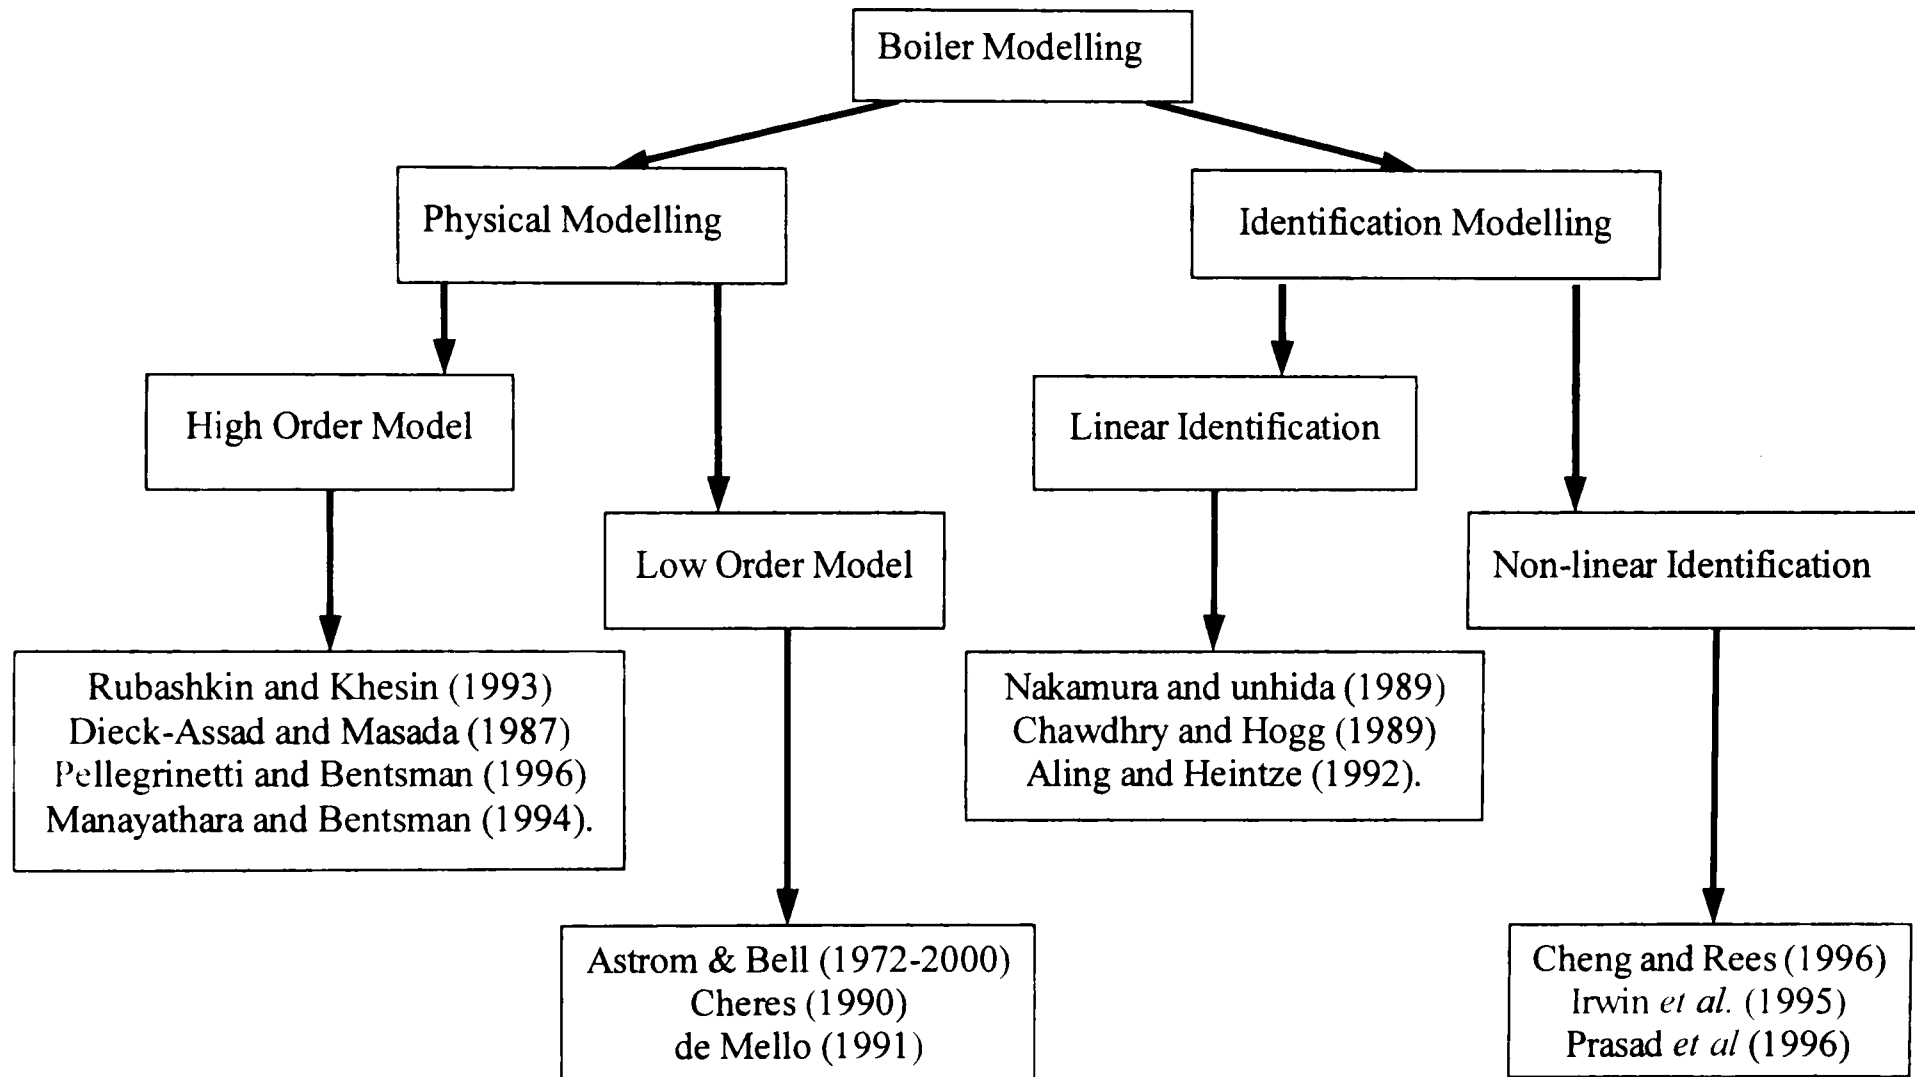 Boiler Modelling
Physical Modelling
Identification Modelling
High Order Model
Linear Identification
Low Order Model
Non-linear Identification
Rubashkin and Khesin (1993)
Dieck-Assad and Masada (1987)
Pellegrinetti and Bentsman (1996)
Manayathara and Bentsman (1994).
Nakamura and unhida (1989)
Chawdhry and Hogg (1989)
Aling and Heintze (1992).
Astrom & Bell (1972-2000)
Cheres (1990)
de Mello (1991)
Cheng and Rees (1996)
Irwin et al. (1995)
Prasad et al (1996)